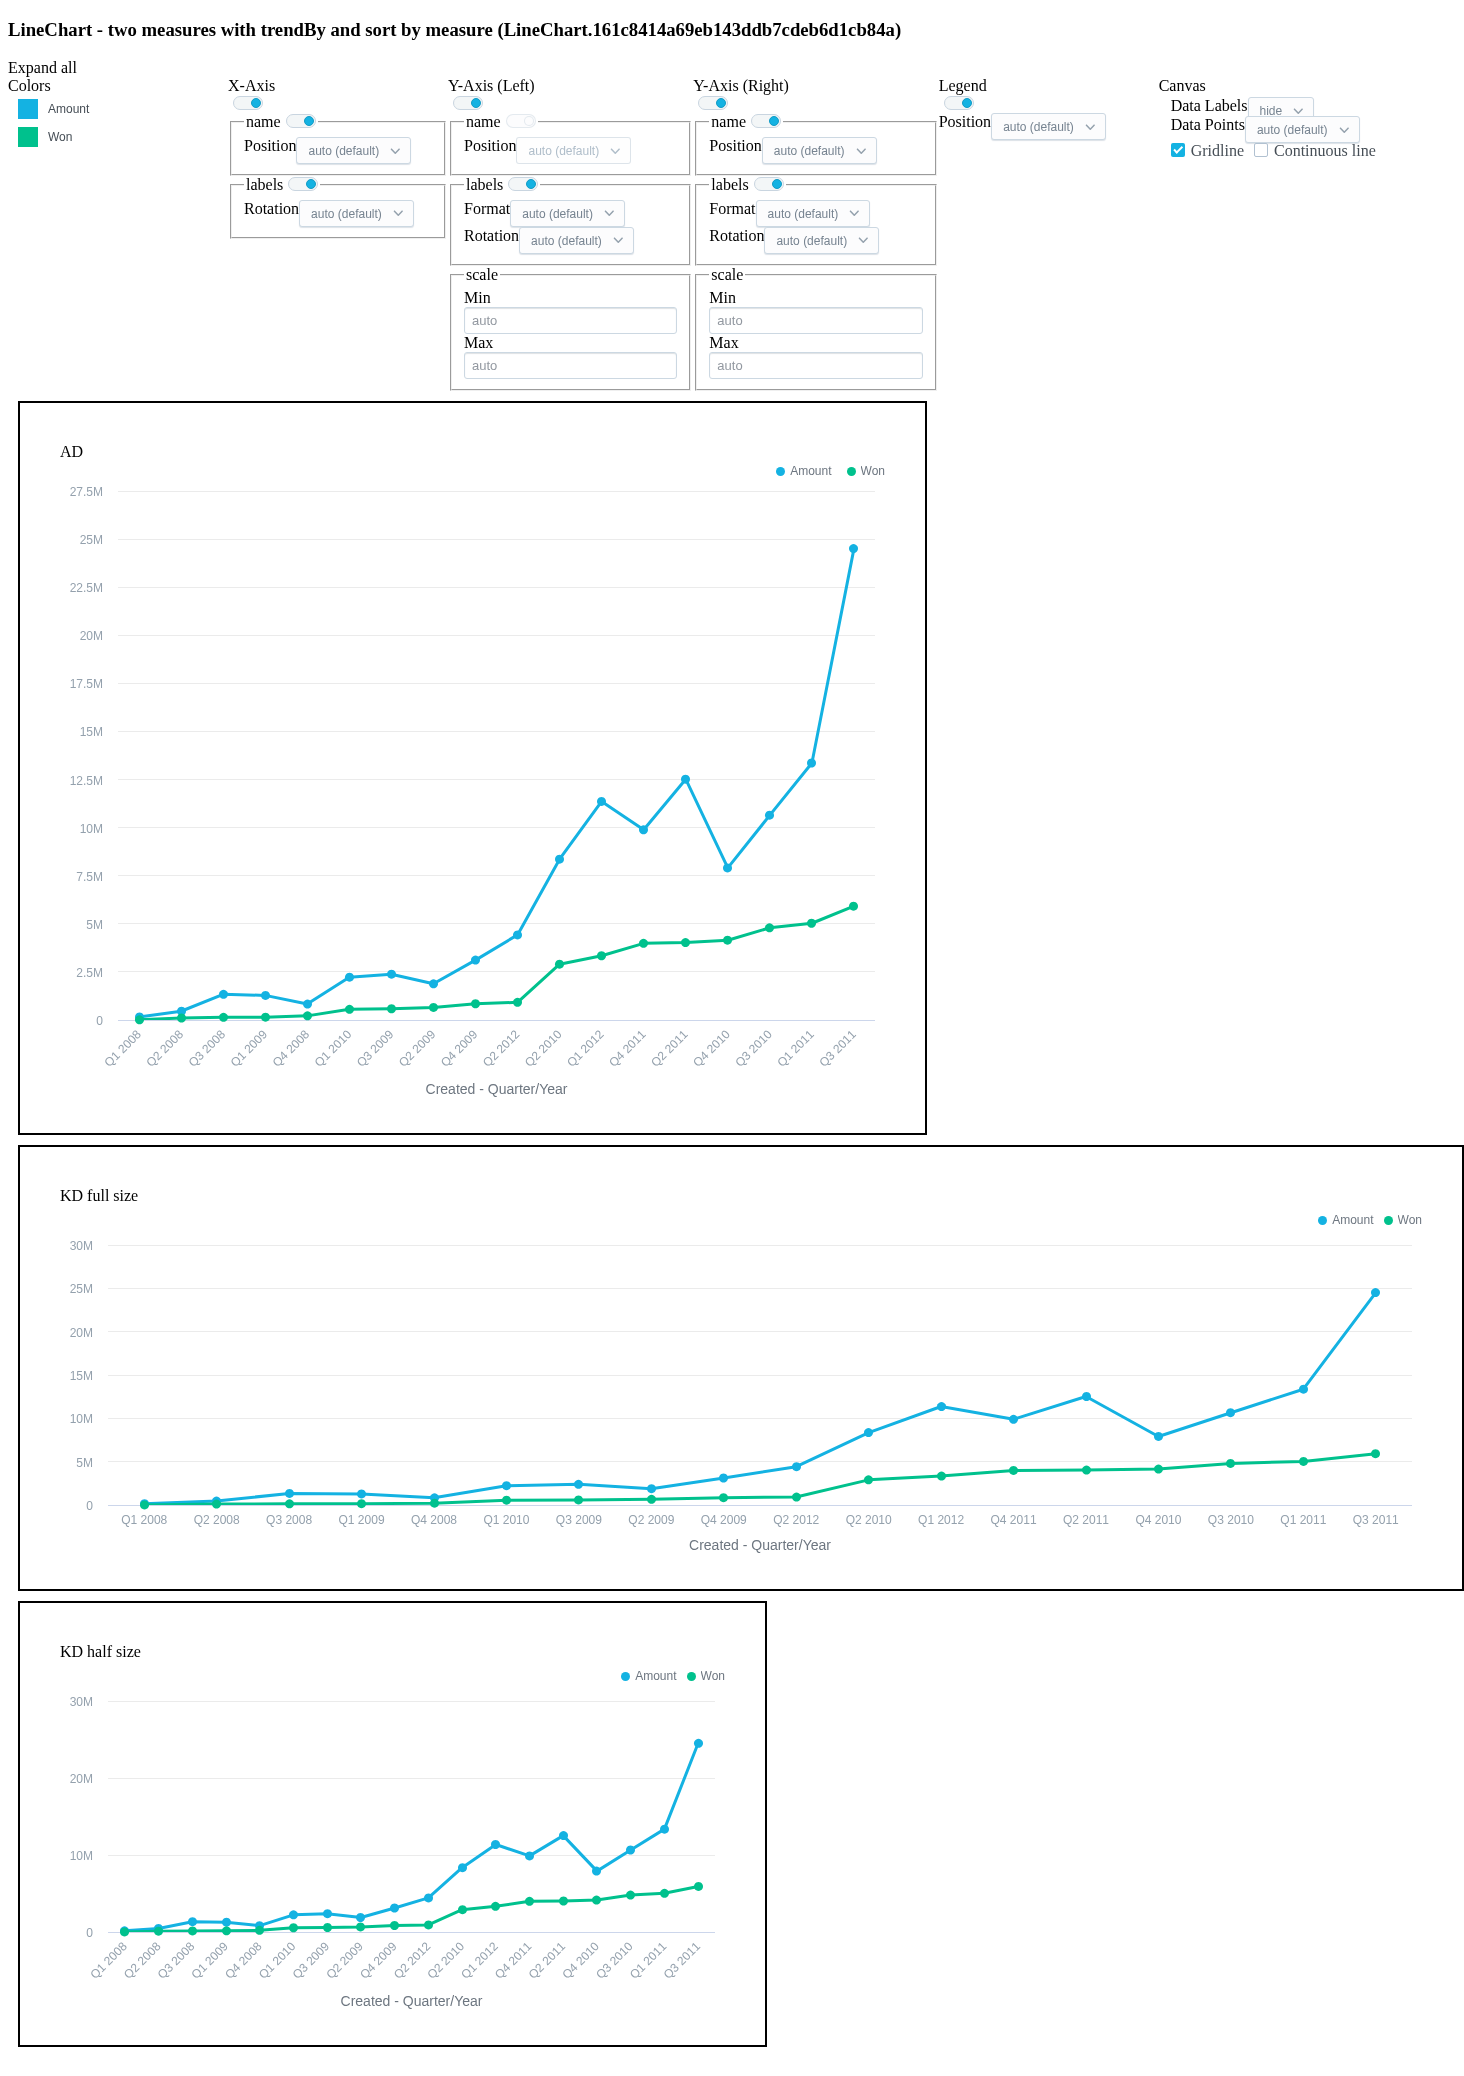 LineChart - two measures with trendBy and sort by measure (LineChart.161c8414a69eb143ddb7cdeb6d1cb84a)
Expand all
Colors
Amount
Won
X-Axis
name
Position auto (default)
labels
Rotation auto (default)
Y-Axis (Left)
name
Position auto (default)
labels
Format auto (default)
Rotation auto (default)
scale
Min
auto
Max
auto
Y-Axis (Right)
name
Position auto (default)
labels
Format auto (default)
Rotation auto (default)
scale
Min
auto
Max
auto
Legend
Position auto (default)
Canvas
Data Labels hide
Data Points auto (default)
Gridline Continuous line
AD
Amount Won
27.5M
25M
22.5M
20M
17.5M
15M
12.5M
10M
7.5M
5M
2.5M
0
Q1 2008 Q2 2008 Q3 2008 Q1 2009 Q4 2008 Q1 2010 Q3 2009 Q2 2009 Q4 2009 Q2 2012 Q2 2010 Q1 2012 Q4 2011 Q2 2011 Q4 2010 Q3 2010 Q1 2011 Q3 2011
Created - Quarter/Year
KD full size
Amount Won
30M
25M
20M
15M
10M
5M
0
Q1 2008 Q2 2008 Q3 2008 Q1 2009 Q4 2008 Q1 2010 Q3 2009 Q2 2009 Q4 2009 Q2 2012 Q2 2010 Q1 2012 Q4 2011 Q2 2011 Q4 2010 Q3 2010 Q1 2011 Q3 2011
Created - Quarter/Year
KD half size
Amount Won
30M
20M
10M
0
Q1 2008 Q2 2008 Q3 2008 Q1 2009 Q4 2008 Q1 2010 Q3 2009 Q2 2009 Q4 2009 Q2 2012 Q2 2010 Q1 2012 Q4 2011 Q2 2011 Q4 2010 Q3 2010 Q1 2011 Q3 2011
Created - Quarter/Year